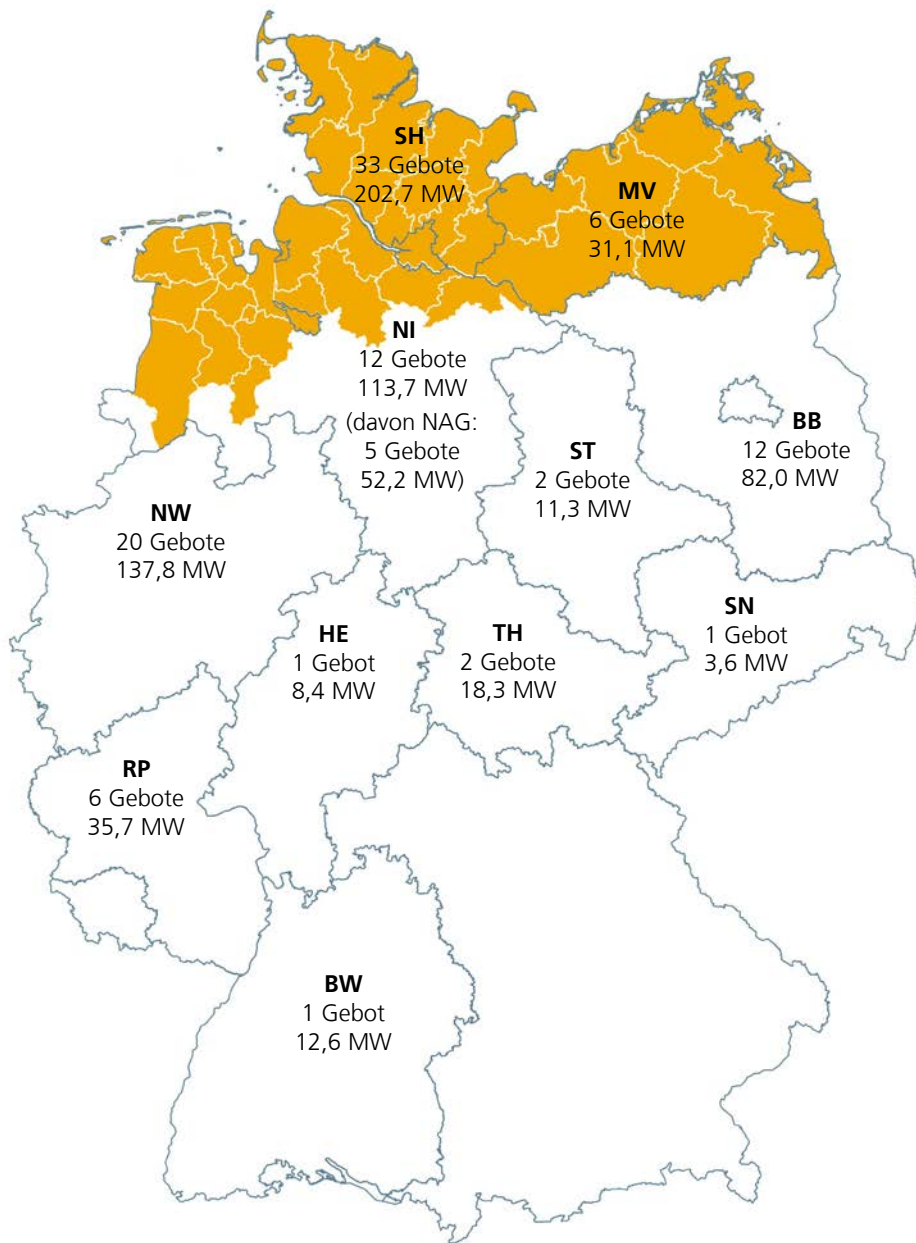 SH
33 Gebote
202,7 MW
MV
6 Gebote
31,1 MW
NI
12 Gebote
113,7 MW
(davon NAG:
5 Gebote
52,2 MW)
ST
2 Gebote
11,3 MW
BB
12 Gebote
82,0 MW
NW
20 Gebote
137,8 MW
HE
1 Gebot
8,4 MW
TH
2 Gebote
18,3 MW
SN
1 Gebot
3,6 MW
RP
6 Gebote
35,7 MW
BW
1 Gebot
12,6 MW